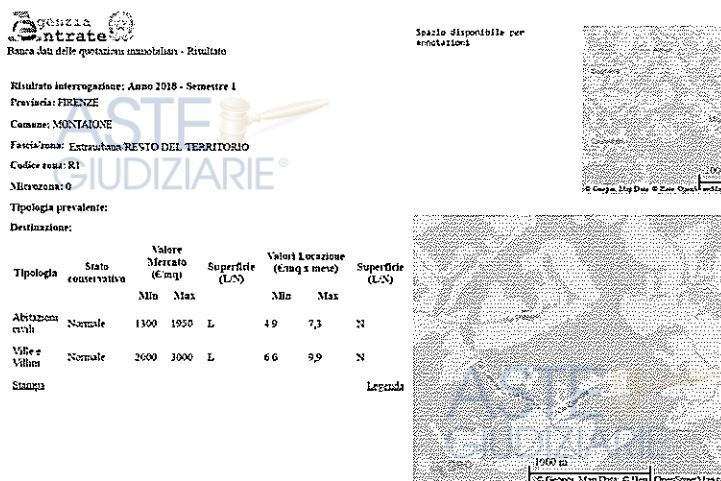 Agenzia
Entrate
Banca dati delle quotazioni immobiliari - Risultato
Spazio disponibile per
annotazioni
Risultato interrogazione: Anno 2018 - Semestre 1
Provincia: FIRENZE
Comune: MONTAIONE
Fascia/zona: Extraurbana/RESTO DEL TERRITORIO
Codice zona: R1
Microzona: 0
Tipologia prevalente:
Destinazione:
ASTE
GIUDIZIARIE®
Tipologia Stato conservativo Valore Mercato (€/mq) Superficie (L/N) Valori Locazione (€/mq x mese) Superficie (L/N)
Min Max Min Max
Abitazioni civili Normale 1300 1950 L 4,9 7,3 N
Ville e Villini Normale 2000 3000 L 6,6 9,9 N
Stampa Legenda
ASTE
GIUDIZIARIE
1000 m